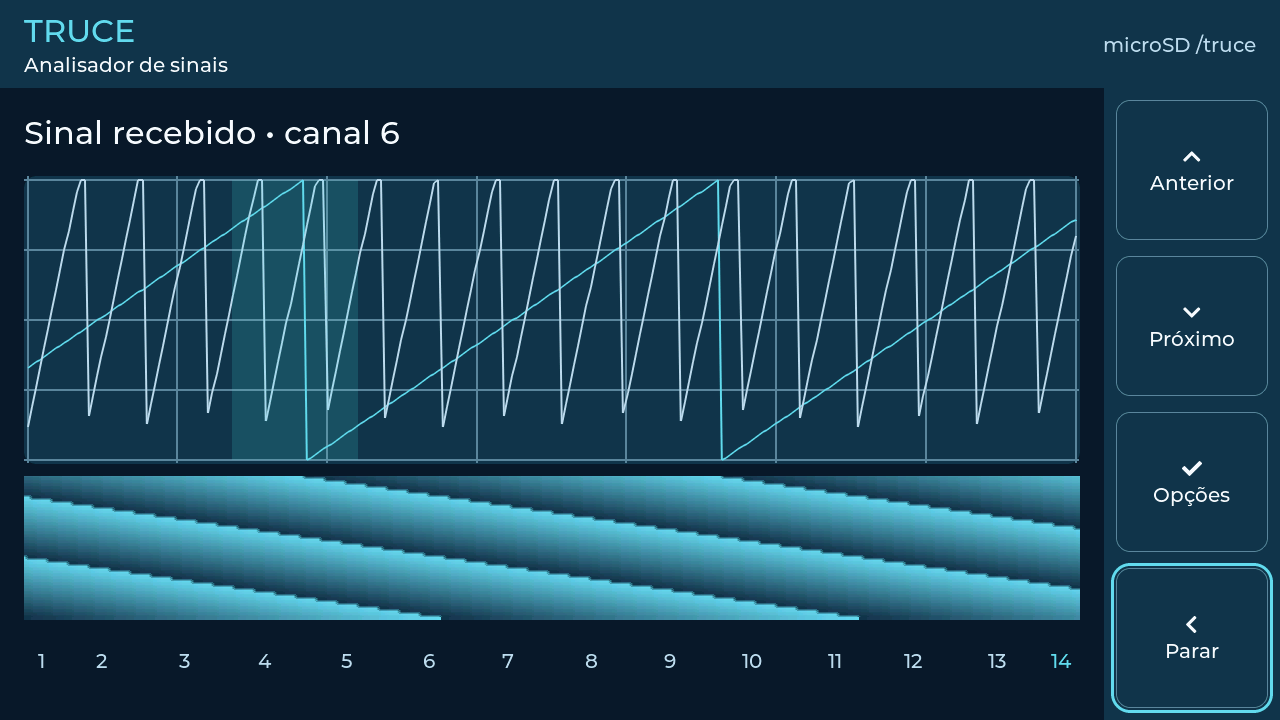 TRUCE
Analisador de sinais
microSD /truce
Sinal recebido • canal 6
Anterior
Próximo
Opções
Parar
1 2 3 4 5 6 7 8 9 10 11 12 13 14